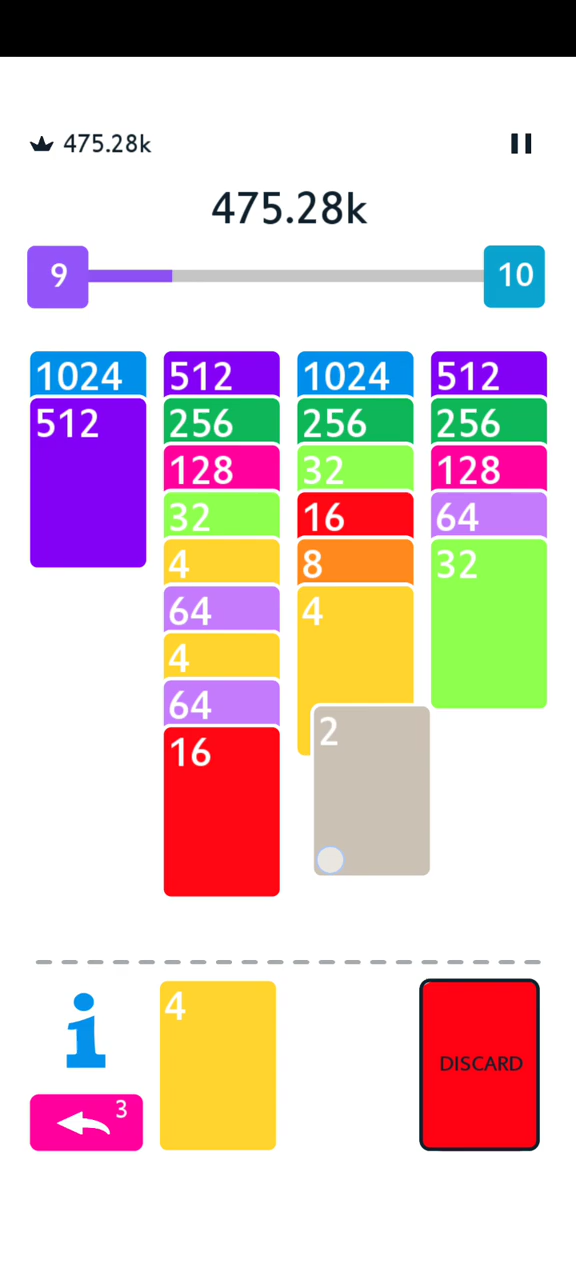 475.28k
475.28k
9 10
1024 512 1024 512
512 256 256 256
128 32 128
32 16 64
4 8 32
64 4
4
64 2
16
4
3
DISCARD